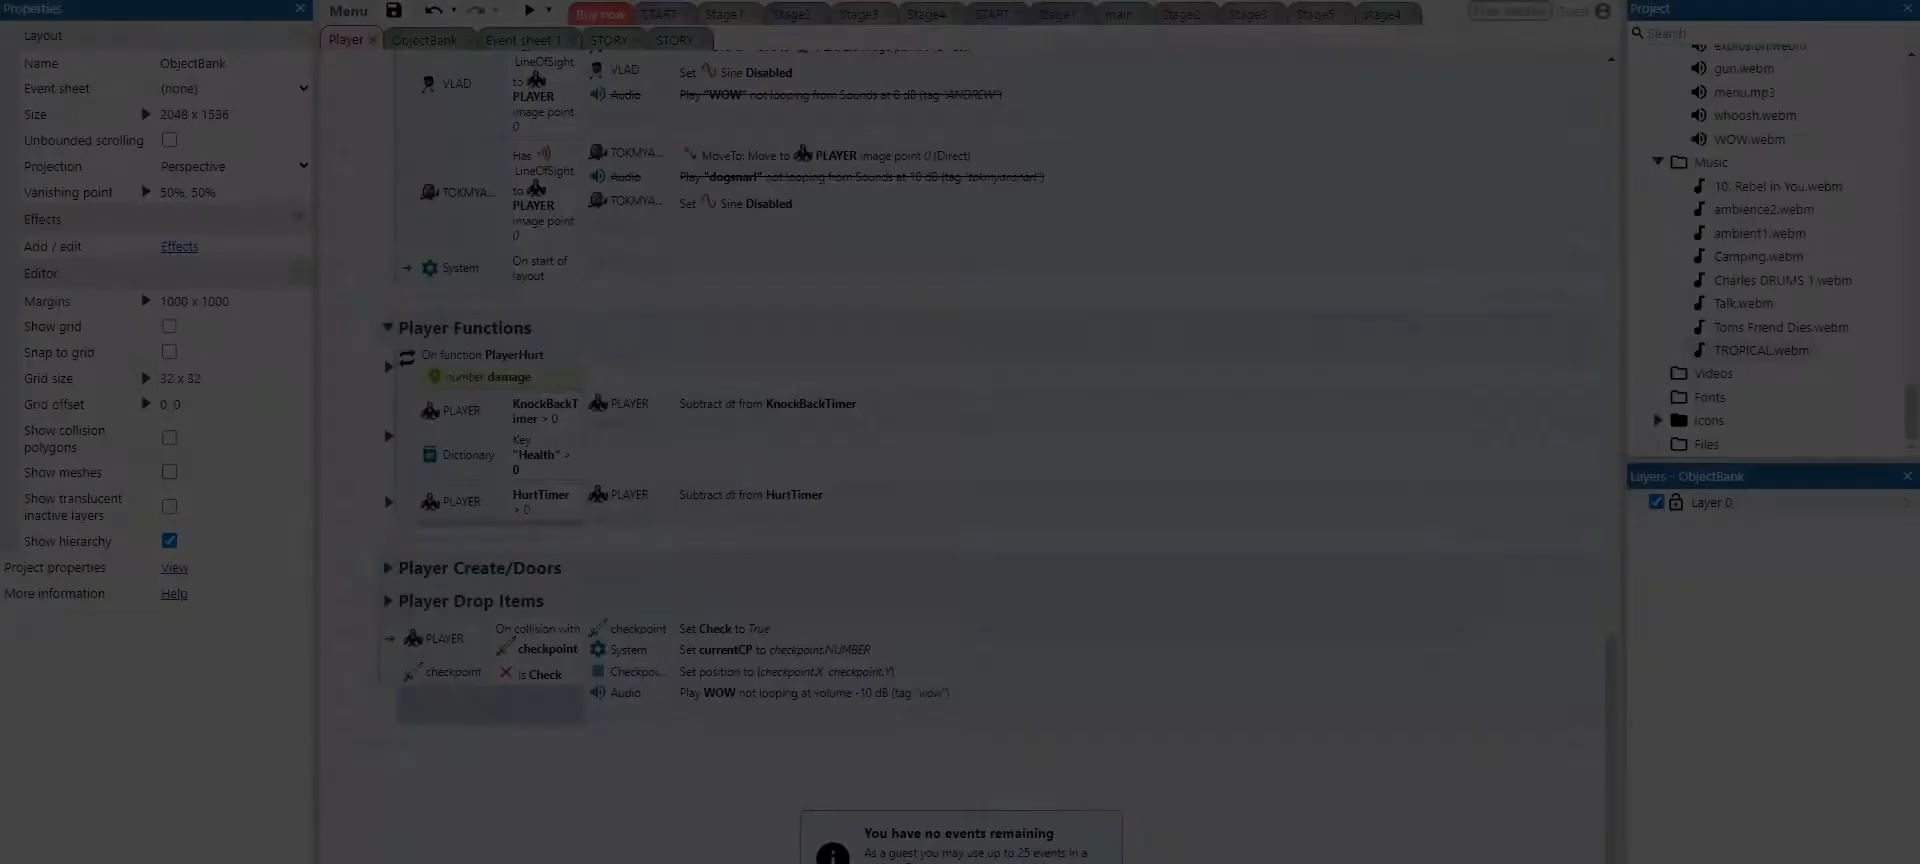 Properties
Layout
Name ObjectBank
Event sheet (none)
Size 2048 x 1536
Unbounded scrolling
Projection Perspective
Vanishing point 50%, 50%
Effects
Add / edit Effects
Editor
Margins 1000 x 1000
Show grid
Snap to grid
Grid size 32 x 32
Grid offset 0, 0
Show collision
polygons
Show meshes
Show translucent
inactive layers
Show hierarchy
Project properties View
More information Help
Menu
Buy now START Stage1 Stage2 Stage3 Stage4 START Stage1 main Stage2 Stage3 Stage5 stage4
Guest
Player ObjectBank Event sheet 1 STORY STORY
VLAD
LineOfSight
to
PLAYER
image point
0
VLAD Set Sine Disabled
Audio Play "WOW" not looping from Sounds at 8 dB (tag "ANDREW")
TOKMYA...
Has
LineOfSight
to
PLAYER
image point
0
TOKMYA... MoveTo: Move to PLAYER image point 0 (Direct)
Audio Play "dogsnarl" not looping from Sounds at 10 dB (tag "tokmyansnarl")
TOKMYA... Set Sine Disabled
System
On start of
layout
Player Functions
On function PlayerHurt
number damage
PLAYER
KnockBackT
imer > 0
PLAYER Subtract dt from KnockBackTimer
Dictionary
Key
"Health" >
0
PLAYER
HurtTimer
> 0
PLAYER Subtract dt from HurtTimer
Player Create/Doors
Player Drop Items
PLAYER
On collision with
checkpoint
checkpoint Is Check
checkpoint Set Check to True
System Set currentCP to checkpoint.NUMBER
Checkpoi... Set position to (checkpoint.X, checkpoint.Y)
Audio Play WOW not looping at volume -10 dB (tag "wow")
You have no events remaining
As a guest you may use up to 25 events in a
Project
Search
explosion.webm
gun.webm
menu.mp3
whoosh.webm
WOW.webm
Music
10. Rebel in You.webm
ambience2.webm
ambient1.webm
Camping.webm
Charles DRUMS 1.webm
Talk.webm
Toms Friend Dies.webm
TROPICAL.webm
Videos
Fonts
Icons
Files
Layers - ObjectBank
Layer 0